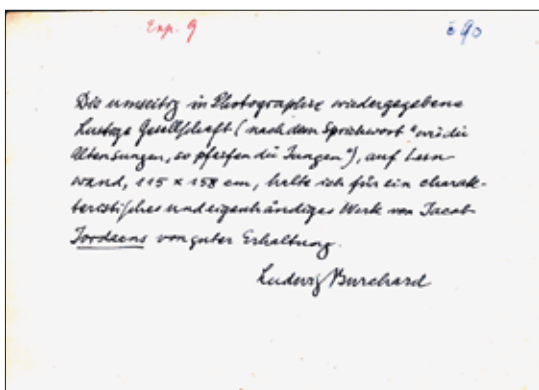 Exp. 9
ē 90
Die umseitig in Photographie wiedergegebene
Lustige Gesellschaft (nach dem Sprichwort "wie die
Alten sungen, so pfeifen die Jungen"), auf Lein-
wand, 115 x 158 cm, halte ich für ein charak-
teristisches und eigenhändiges Werk von Jacob
Jordaens von guter Erhaltung.
Ludwig Burchard